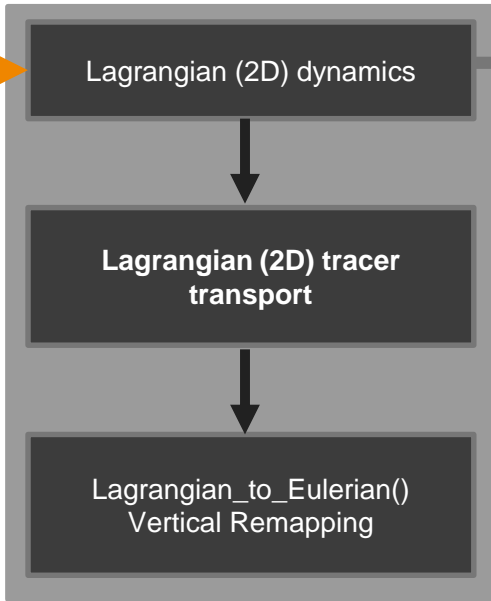 Lagrangian (2D) dynamics
Lagrangian (2D) tracer
transport
Lagrangian_to_Eulerian()
Vertical Remapping